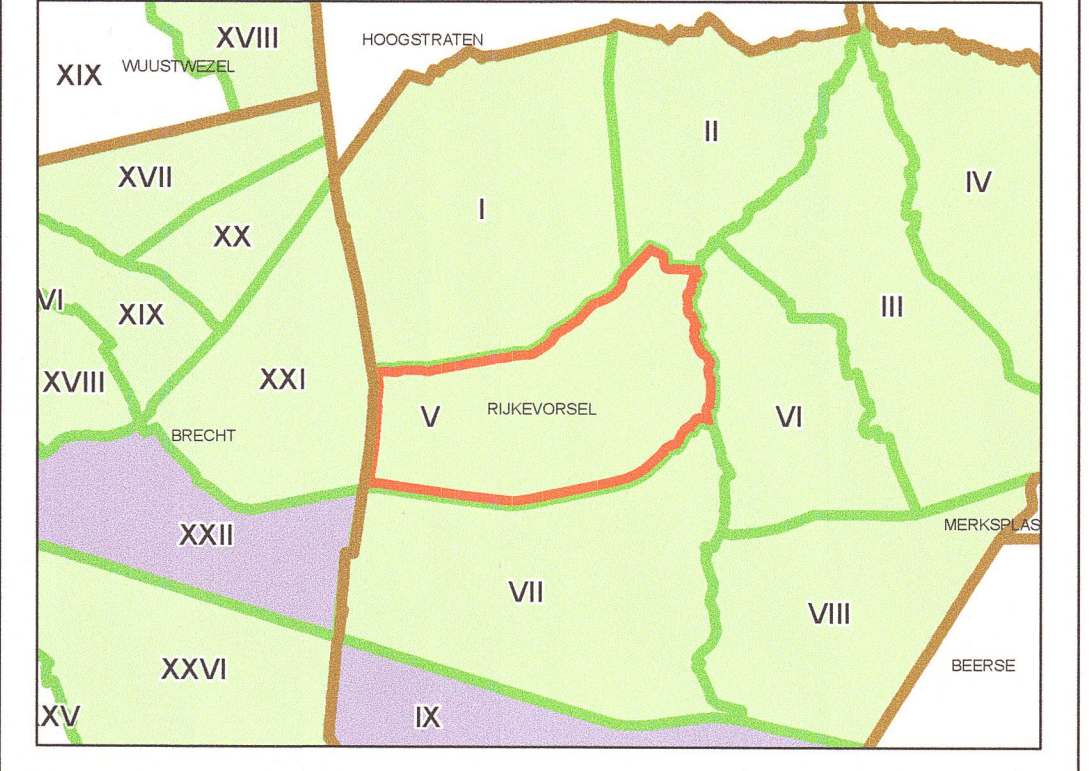 XVIII
HOOGSTRATEN
XIX
WUUSTWEZEL
II
XVII
IV
I
XX
VI
XIX
III
XVIII
XXI
V
RIJKEVORSEL
VI
BRECHT
XXII
MERKSPLAS
VII
VIII
XXVI
BEERSE
XV
IX